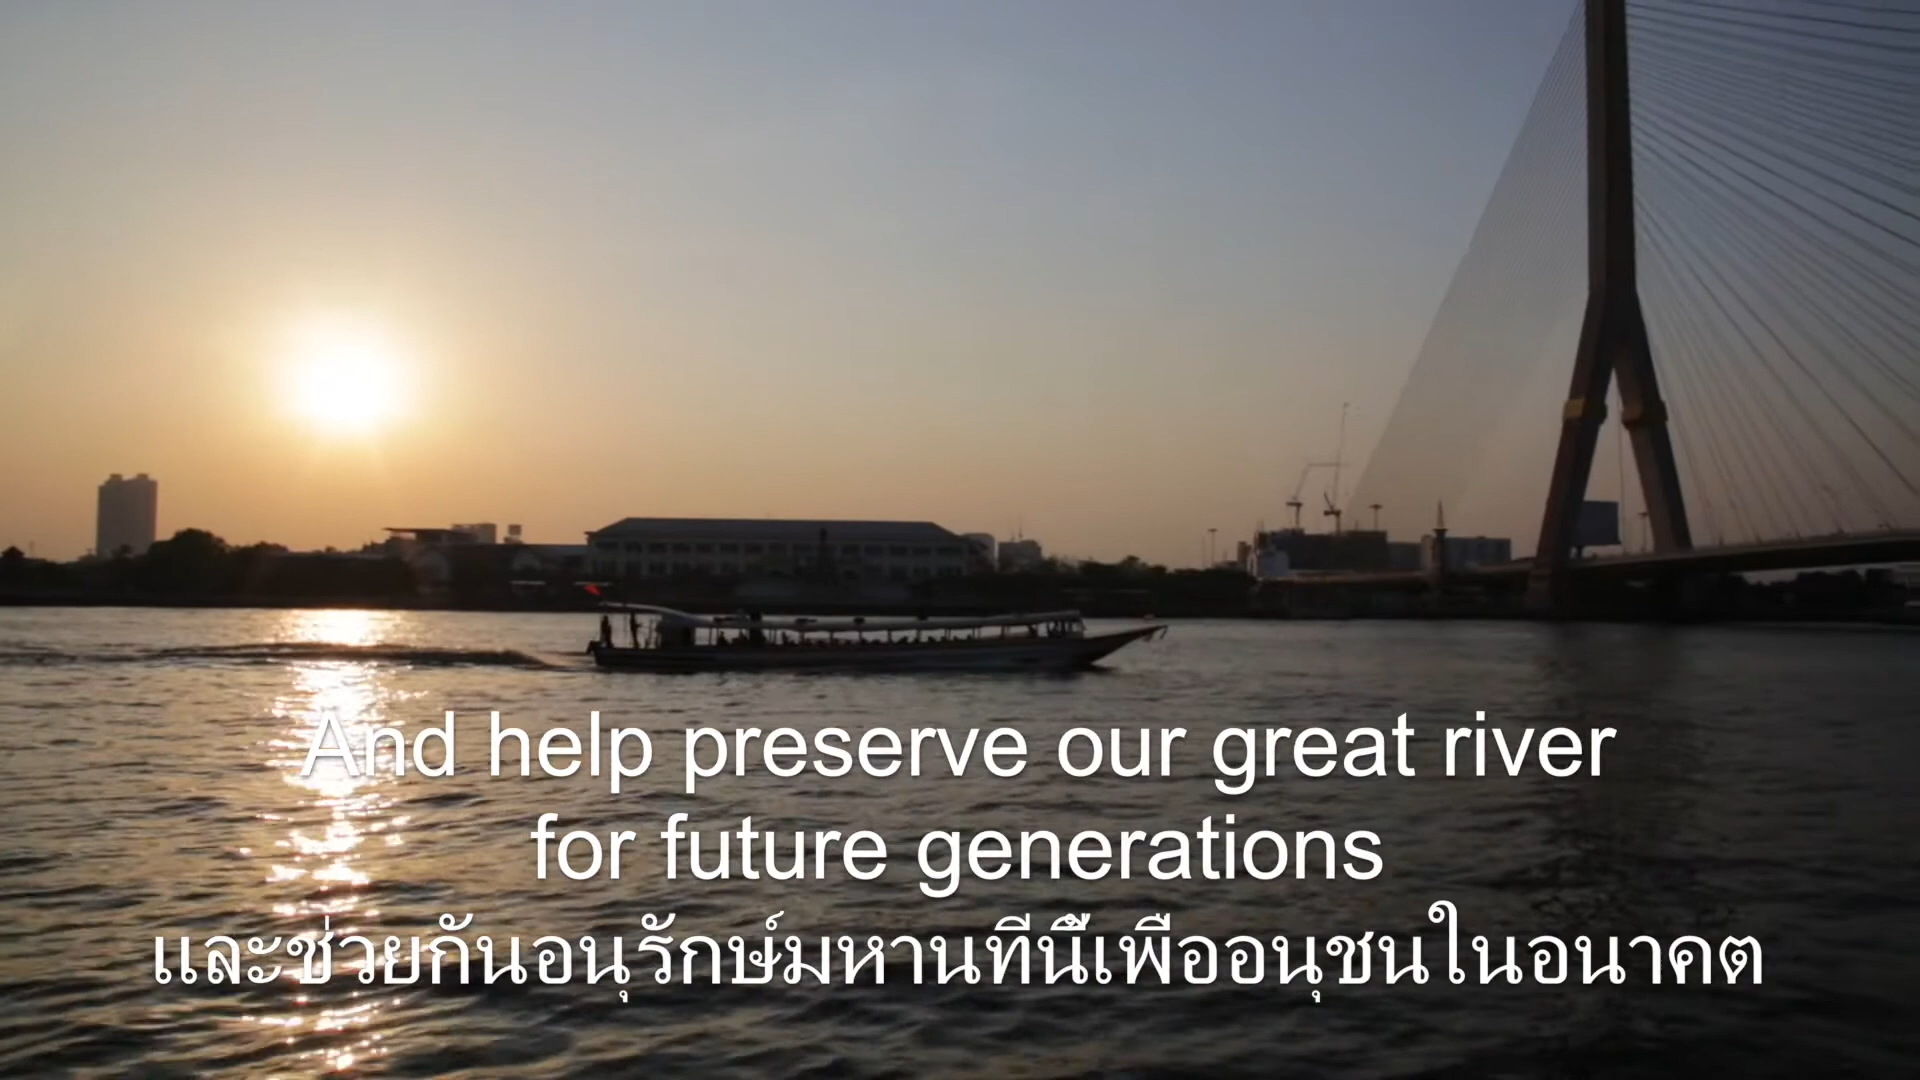 And help preserve our great river
for future generations
และช่วยกันอนุรักษ์มหานทีนี้เพื่ออนุชนในอนาคต